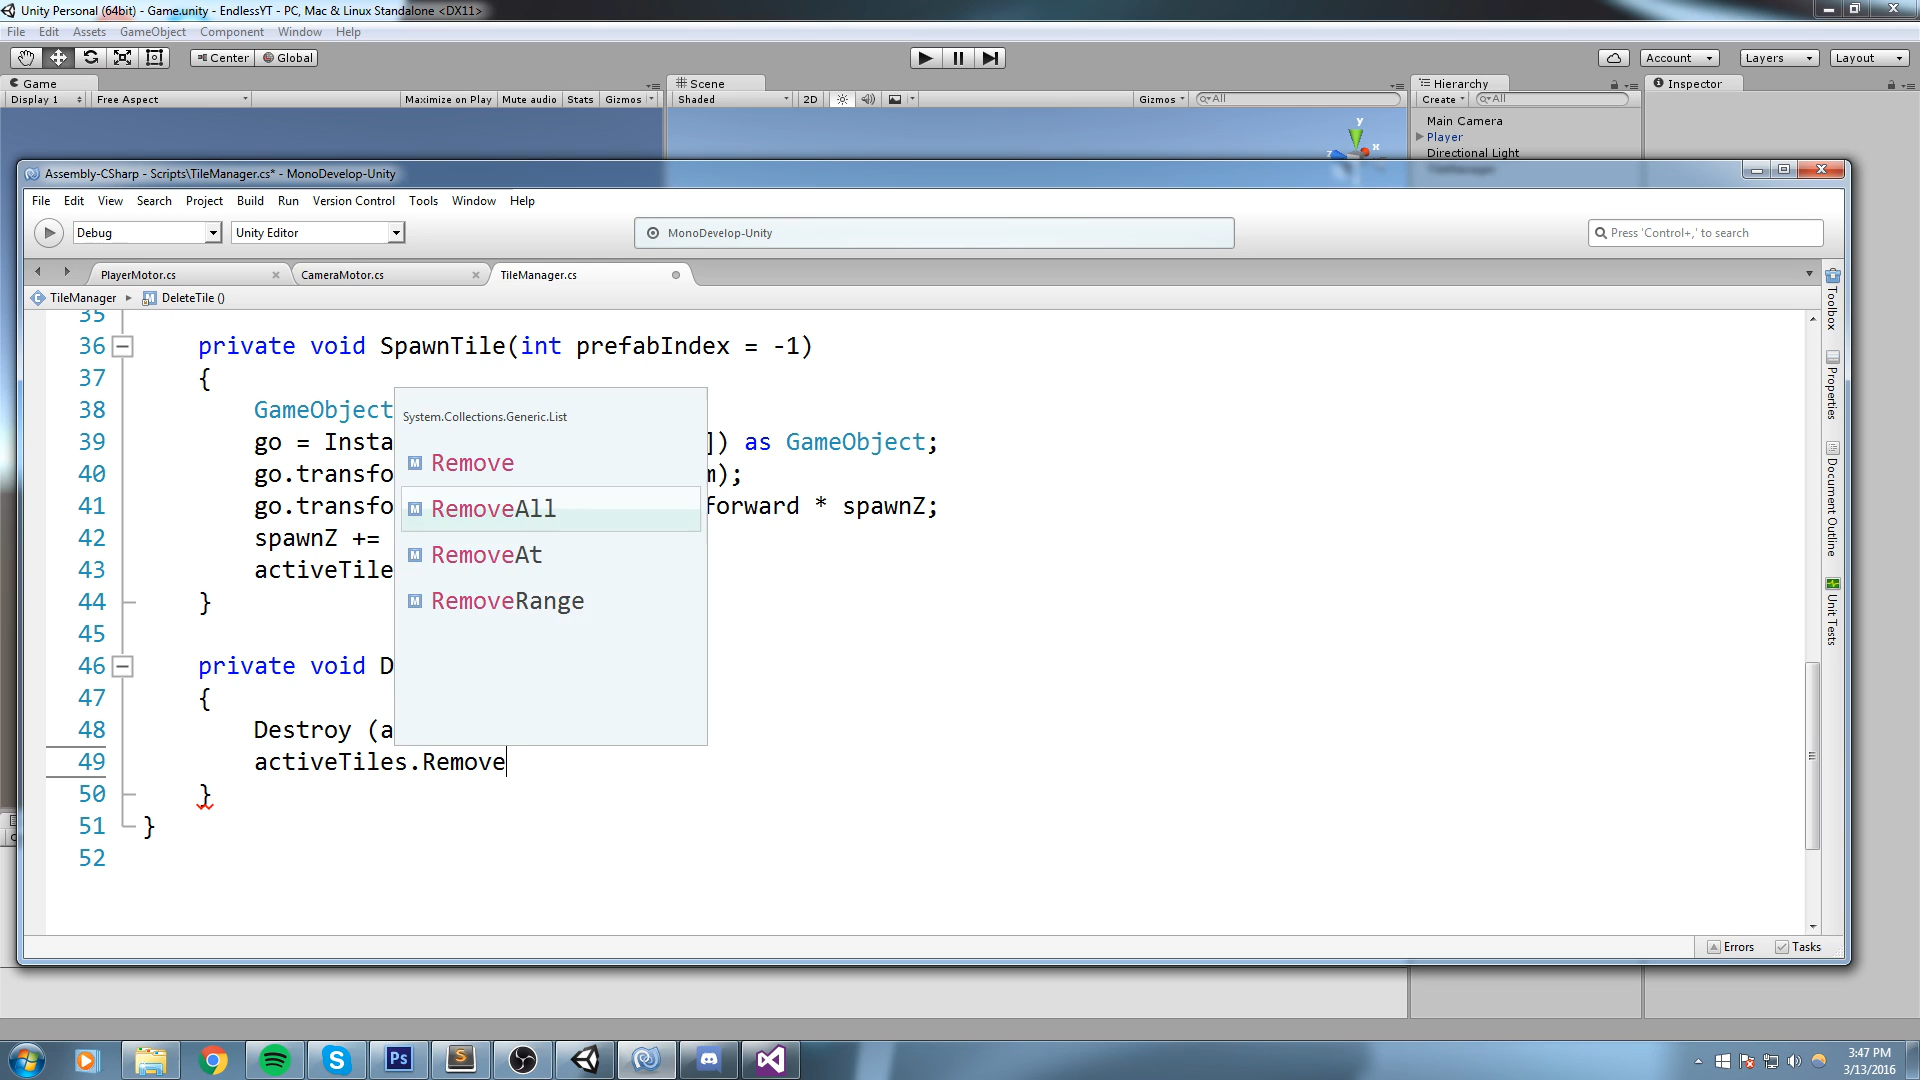 Unity Personal (64bit) - Game.unity - EndlessYT - PC, Mac & Linux Standalone <DX11>
File Edit Assets GameObject Component Window Help
Center Global Account Layers Layout
Game Scene Hierarchy Inspector
Display 1 Free Aspect Maximize on Play Mute audio Stats Gizmos Shaded 2D Gizmos All Create All
y
x
z
Main Camera
Player
Directional Light
TileManager
Assembly-CSharp - Scripts\TileManager.cs* - MonoDevelop-Unity
File Edit View Search Project Build Run Version Control Tools Window Help
Debug Unity Editor MonoDevelop-Unity Press 'Control+,' to search
PlayerMotor.cs CameraMotor.cs TileManager.cs
TileManager DeleteTile ()
35
36 private void SpawnTile(int prefabIndex = -1)
37 {
38 GameObject
39 go = Insta ]) as GameObject;
40 go.transfo m);
41 go.transfo forward * spawnZ;
42 spawnZ +=
43 activeTiles
44 }
45
46 private void D
47 {
48 Destroy (a
49 activeTiles.Remove
50 }
51 }
52
System.Collections.Generic.List
Remove
RemoveAll
RemoveAt
RemoveRange
Toolbox
Properties
Document Outline
Unit Tests
Errors Tasks
Ps
S
3:47 PM
3/13/2016